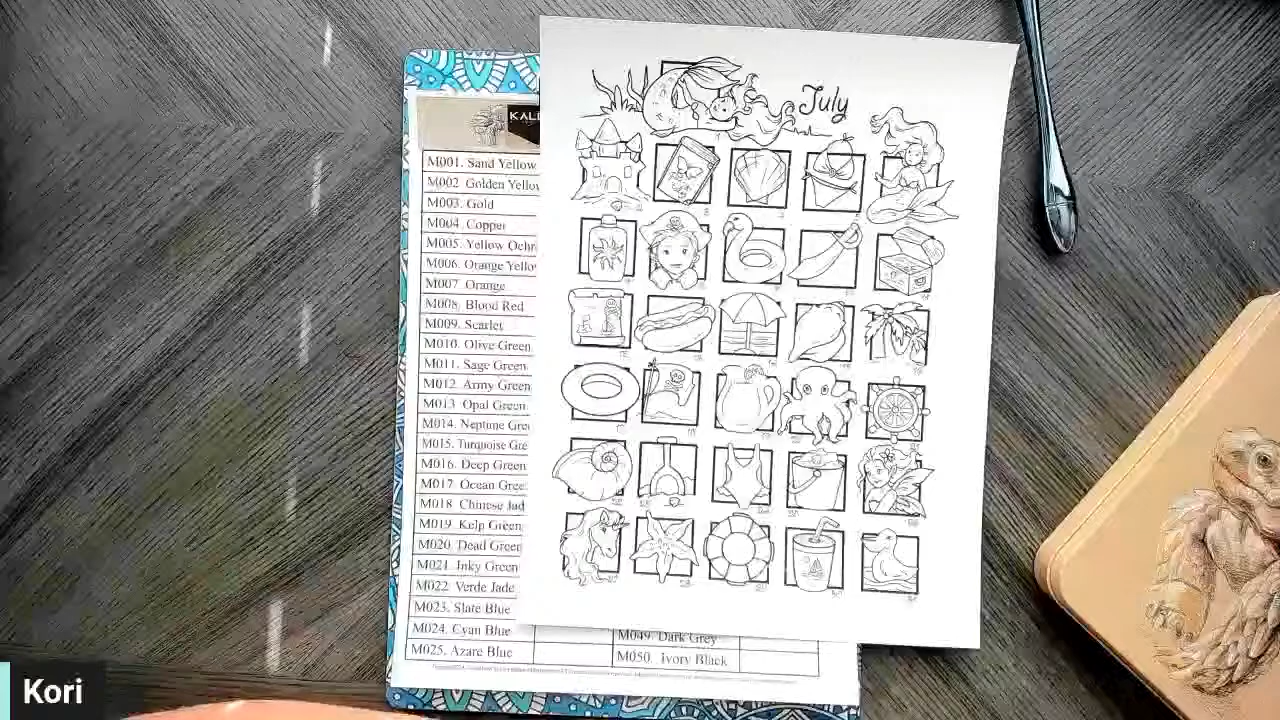 July
KALE
M001. Sand Yellow
M002 Golden Yellow
M003. Gold
M004. Copper
M005. Yellow Ochr
M006. Orange Yello
M007. Orange
M008. Blood Red
M009. Scarlet
M010. Olive Green
M011. Sage Green
M012. Army Green
M013 Opal Green
M014. Neptune Gree
M015. Turquoise Gre
M016. Deep Green
M017. Ocean Gree
M018 Chinese Jad
M019. Kelp Green
M020. Dead Green
M021. Inky Green
M022. Verde Jade
M023. Slate Blue
M024. Cyan Blue
M049. Dark Grey
M025. Azare Blue
M050. Ivory Black
Kori